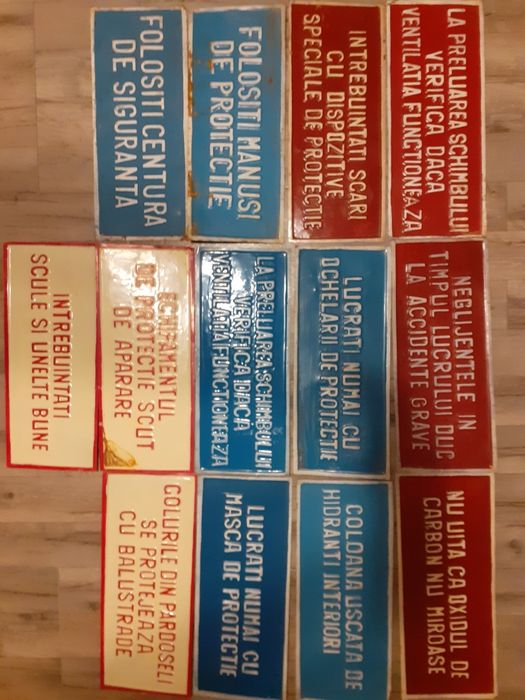 LA PRELUAREA SCHIMBULUI
VERIFICA DACA
VENTILATIA FUNCTIONEAZA
NEGLIJENTELE IN
TIMPUL LUCRULUI DUC
LA ACCIDENTE GRAVE
NU UITA CA OXIDUL DE
CARBON NU MIROASE
INTREBUINTATI SCARI
CU DISPOZITIVE
SPECIALE DE PROTECTIE
LUCRATI NUMAI CU
OCHELARII DE PROTECTIE
COLOANA USCATA DE
HIDRANTI INTERIORI
FOLOSITI MANUSI
DE PROTECTIE
LA PRELUAREA SCHIMBULUI
VERIFICA DACA
VENTILATIA FUNCTIONEAZA
LUCRATI NUMAI CU
MASCA DE PROTECTIE
FOLOSITI CENTURA
DE SIGURANTA
ECHIPAMENTUL
DE PROTECTIE SCUT
DE APARARE
GOLURILE DIN PARDOSELI
SE PROTEJEAZA
CU BALUSTRADE
INTREBUINTATI
SCULE SI UNELTE BUNE